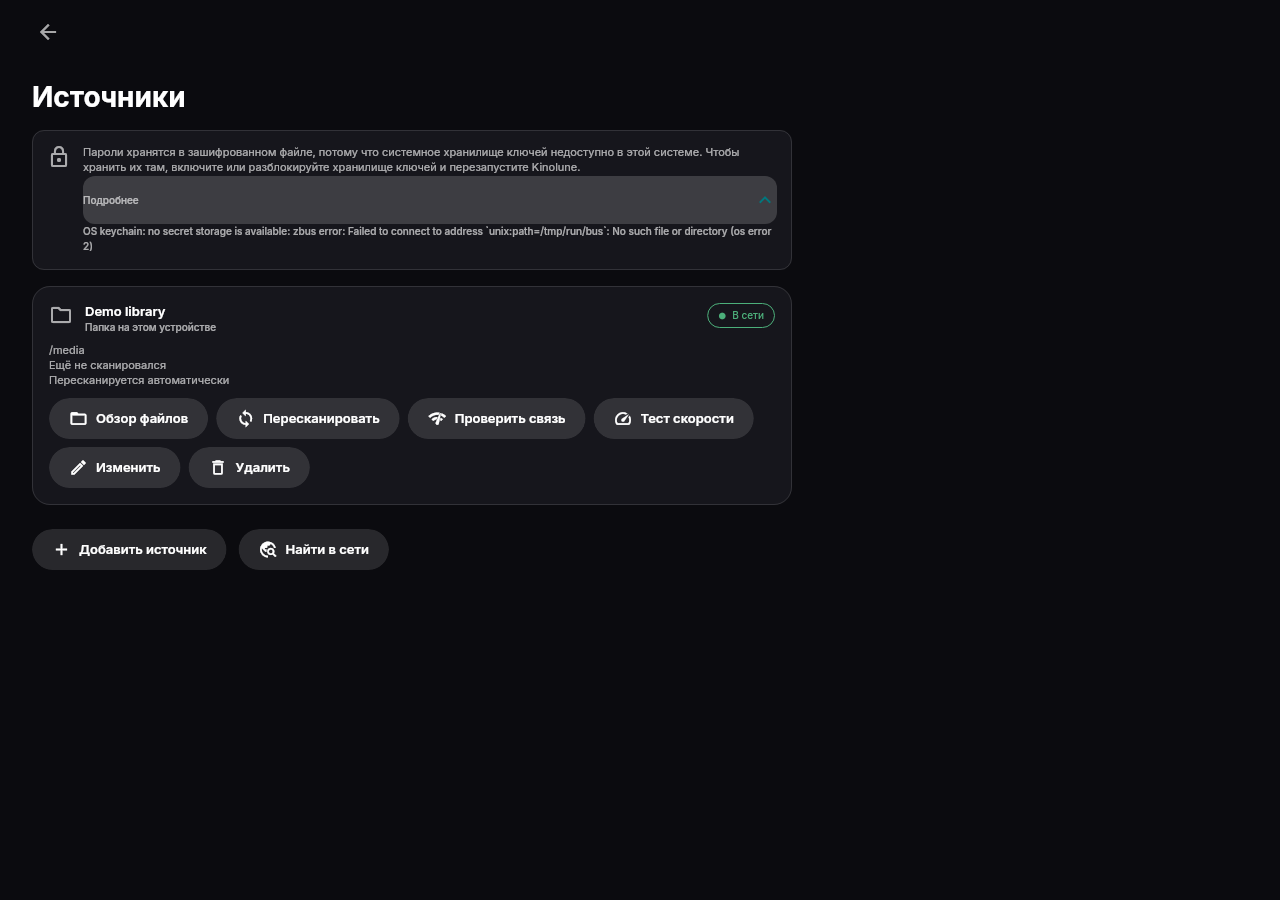 Источники
Пароли хранятся в зашифрованном файле, потому что системное хранилище ключей недоступно в этой системе. Чтобы
хранить их там, включите или разблокируйте хранилище ключей и перезапустите Kinolune.
Подробнее
OS keychain: no secret storage is available: zbus error: Failed to connect to address `unix:path=/tmp/run/bus`: No such file or directory (os error
2)
Demo library
В сети
Папка на этом устройстве
/media
Ещё не сканировался
Пересканируется автоматически
Обзор файлов
Пересканировать
Проверить связь
Тест скорости
Изменить
Удалить
Добавить источник
Найти в сети